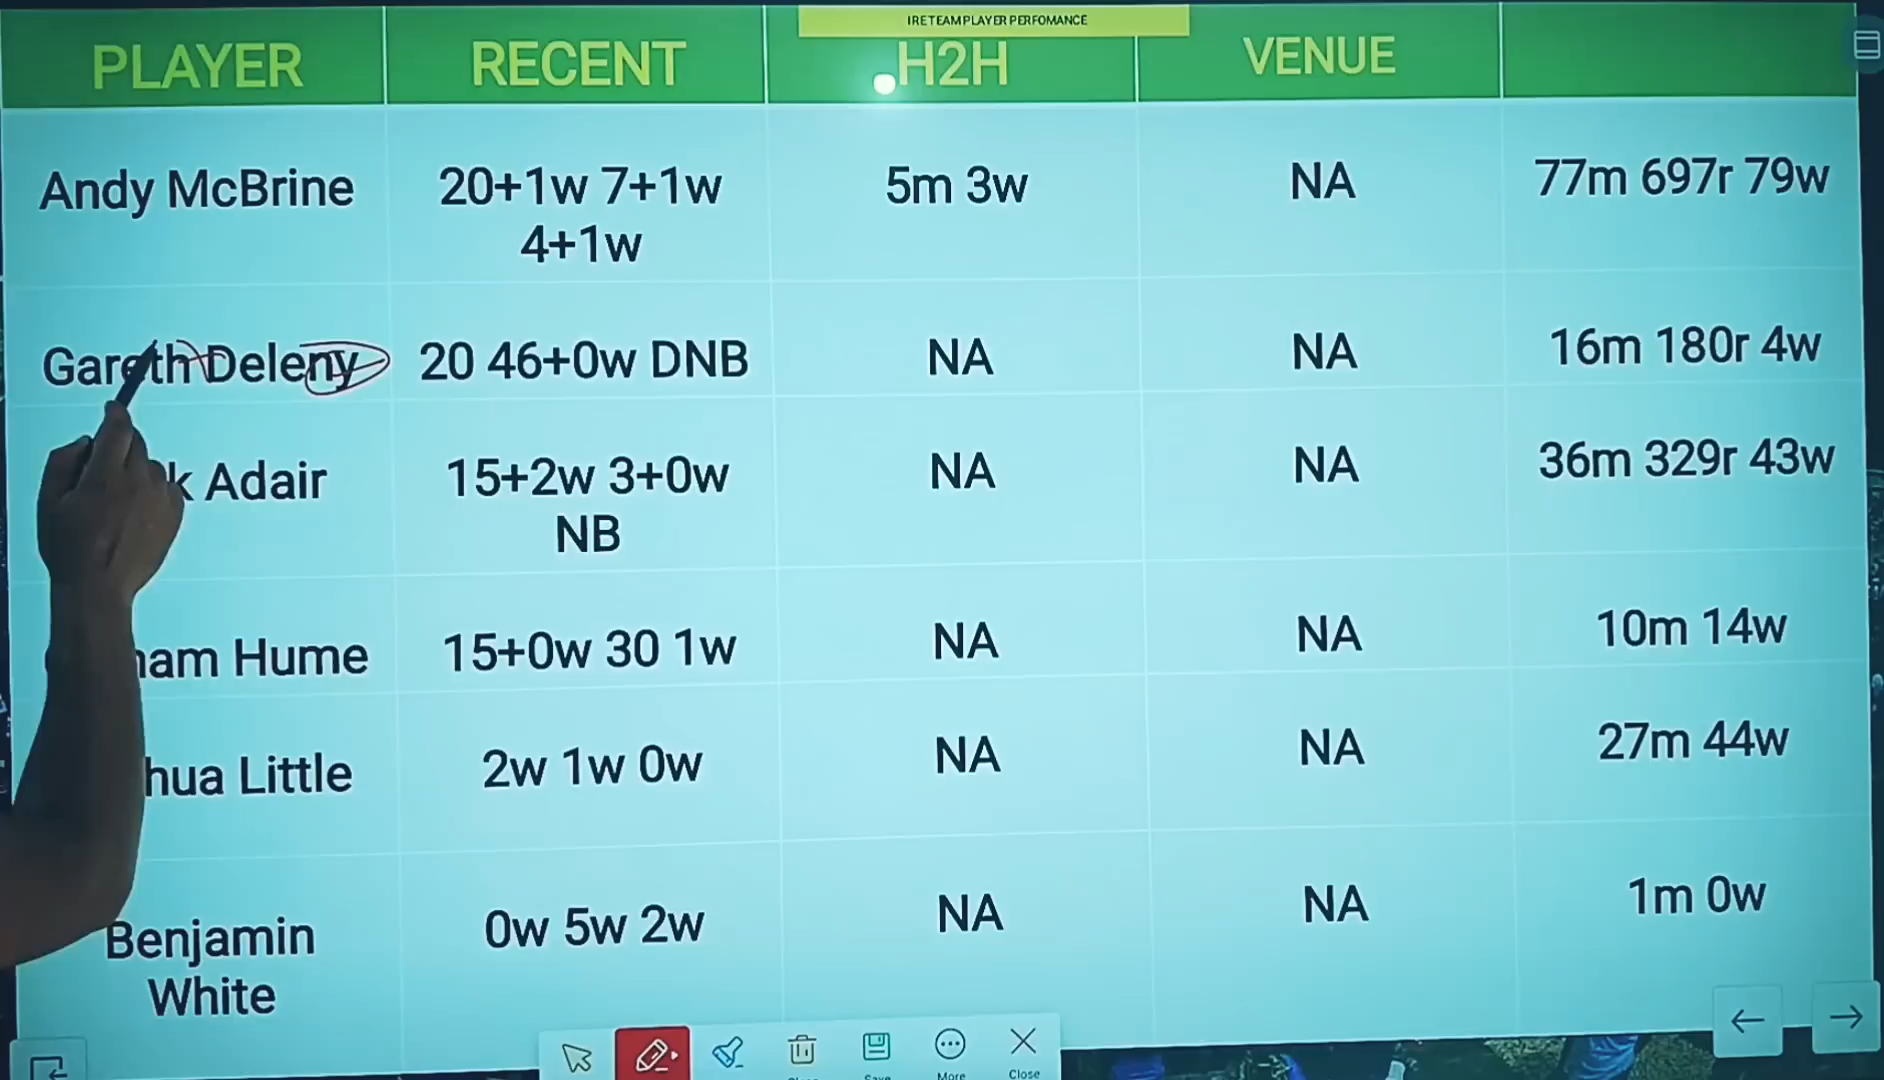 IRE TEAM PLAYER PERFOMANCE
PLAYER RECENT H2H VENUE
Andy McBrine 20+1w 7+1w 5m 3w NA 77m 697r 79w
4+1w
Gareth Deleny 20 46+0w DNB NA NA 16m 180r 4w
Adair 15+2w 3+0w NA NA 36m 329r 43w
NB
Hume 15+0w 30 1w NA NA 10m 14w
Little 2w 1w 0w NA NA 27m 44w
Benjamin 0w 5w 2w NA NA 1m 0w
White
More Close